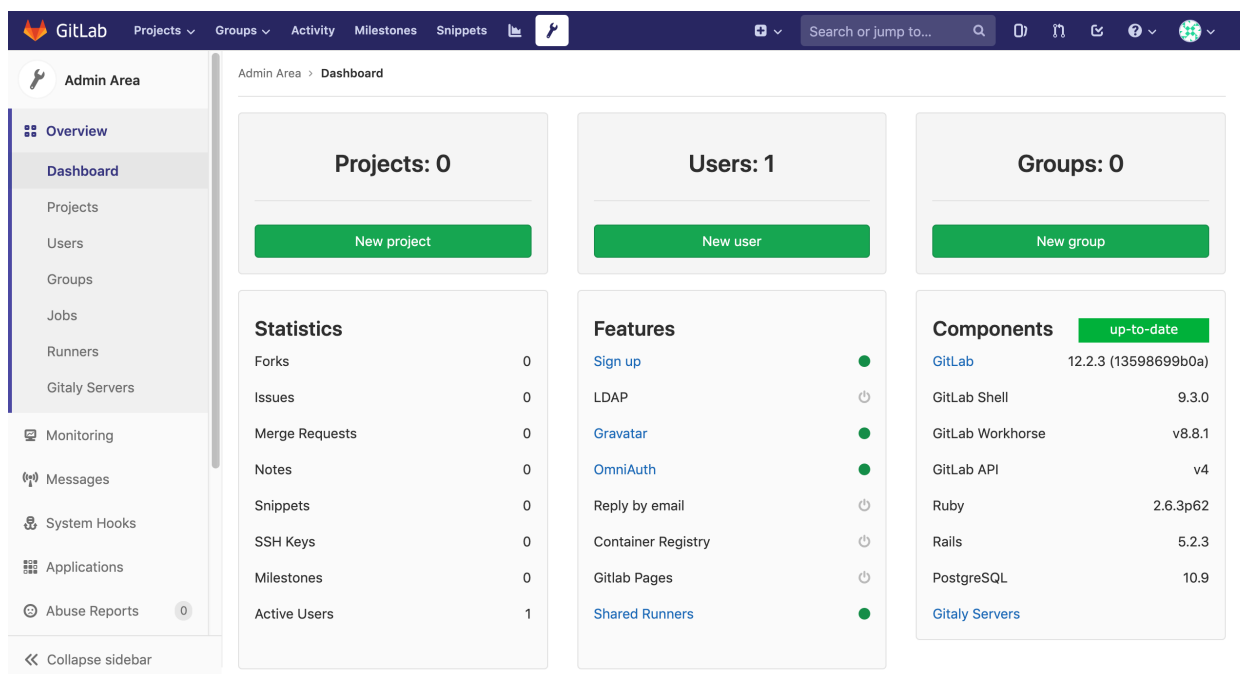 GitLab Projects Groups Activity Milestones Snippets Search or jump to...
Admin Area
Overview
Dashboard
Projects
Users
Groups
Jobs
Runners
Gitaly Servers
Monitoring
Messages
System Hooks
Applications
Abuse Reports 0
Collapse sidebar
Admin Area > Dashboard
Projects: 0
New project
Users: 1
New user
Groups: 0
New group
Statistics
Forks 0
Issues 0
Merge Requests 0
Notes 0
Snippets 0
SSH Keys 0
Milestones 0
Active Users 1
Features
Sign up
LDAP
Gravatar
OmniAuth
Reply by email
Container Registry
Gitlab Pages
Shared Runners
Components up-to-date
GitLab 12.2.3 (13598699b0a)
GitLab Shell 9.3.0
GitLab Workhorse v8.8.1
GitLab API v4
Ruby 2.6.3p62
Rails 5.2.3
PostgreSQL 10.9
Gitaly Servers